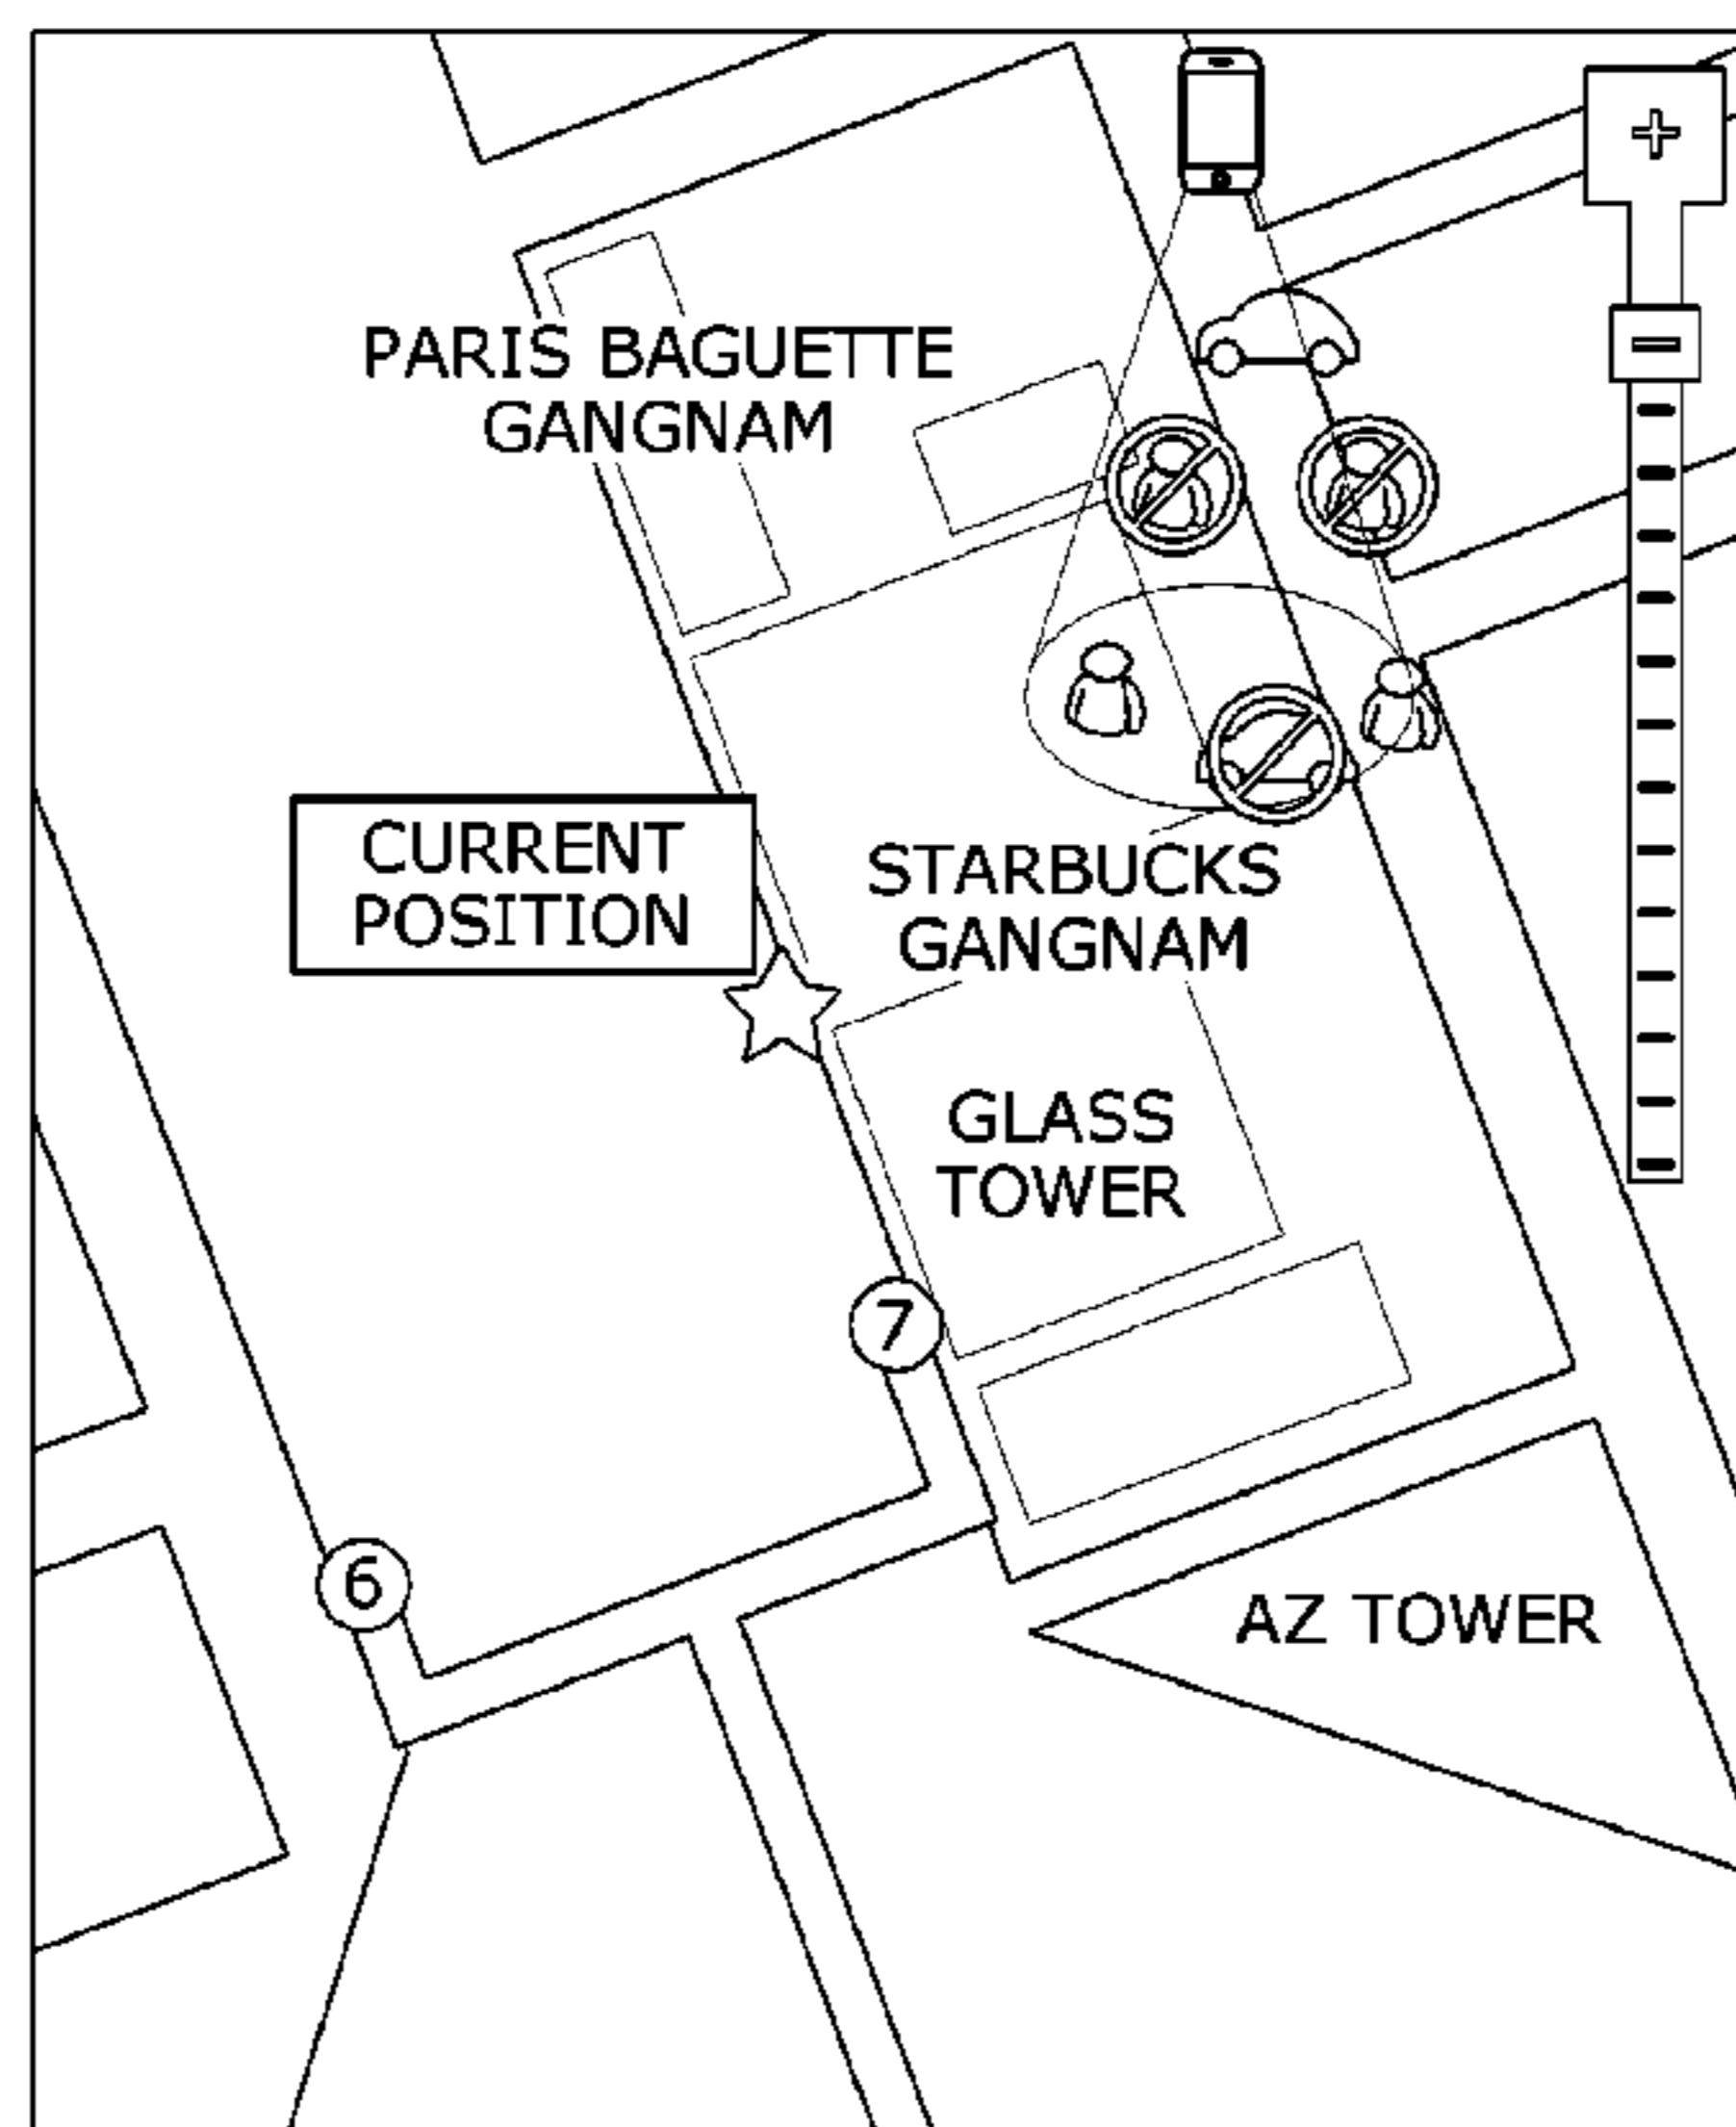 +
-
PARIS BAGUETTE
GANGNAM
CURRENT
POSITION
STARBUCKS
GANGNAM
GLASS
TOWER
7
6
AZ TOWER